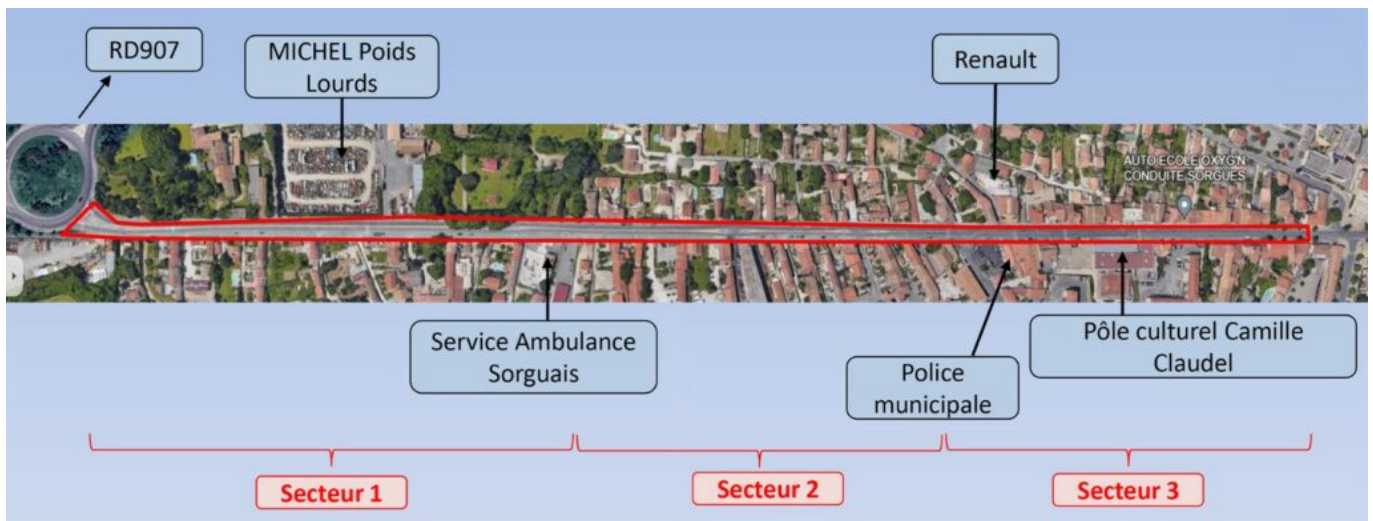 RD907
MICHEL Poids
Lourds
Renault
AUTO ECOLE OXYG'N
CONDUITE SORGUES
Service Ambulance
Sorguais
Police
municipale
Pôle culturel Camille
Claudel
Secteur 1
Secteur 2
Secteur 3